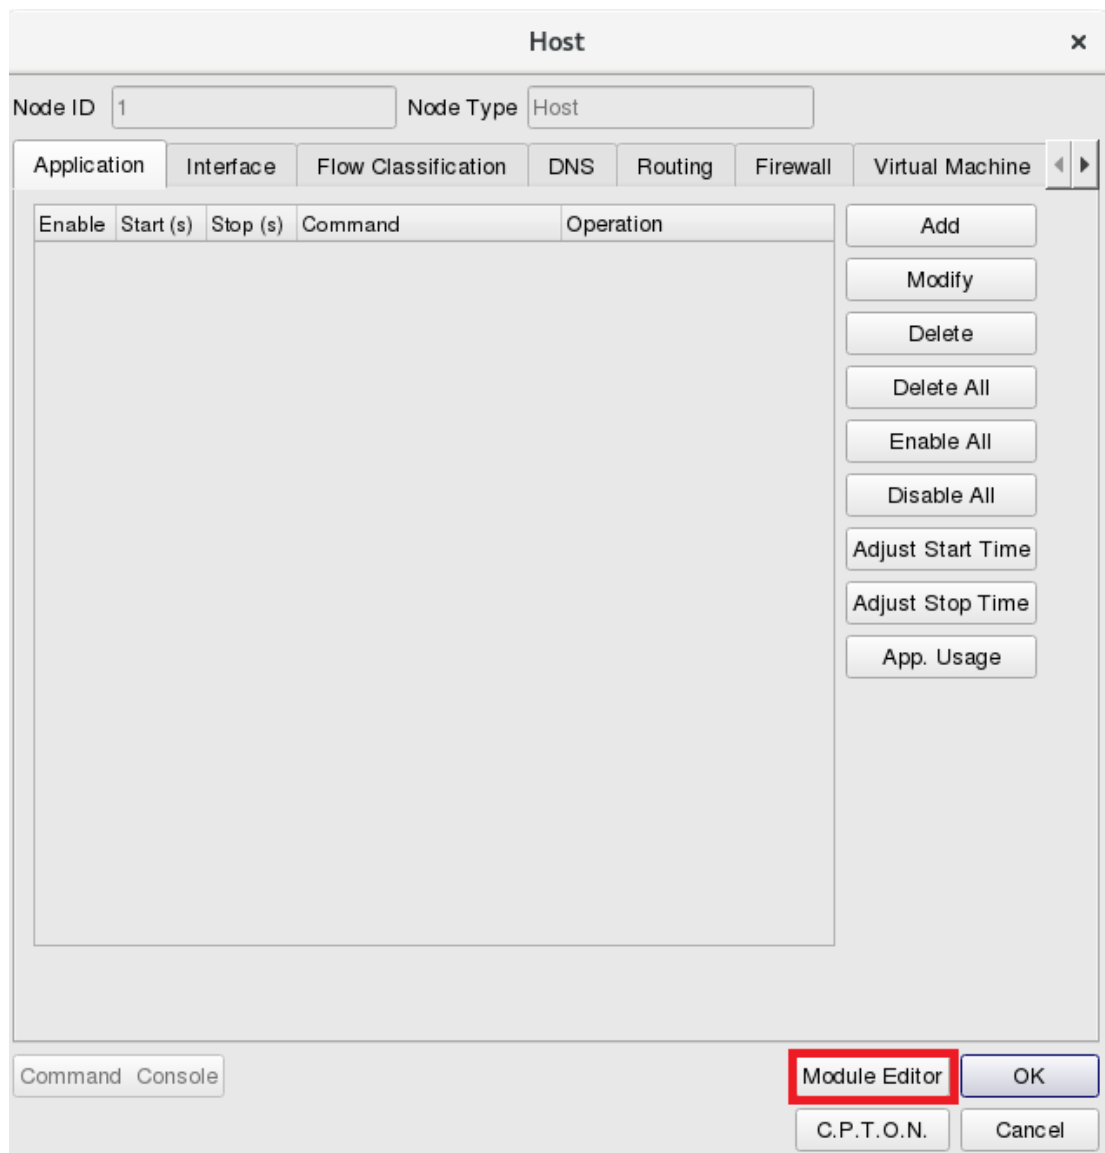 Host
Node ID 1 Node Type Host
Application Interface Flow Classification DNS Routing Firewall Virtual Machine
Enable Start (s) Stop (s) Command Operation
Add
Modify
Delete
Delete All
Enable All
Disable All
Adjust Start Time
Adjust Stop Time
App. Usage
Command Console Module Editor OK
C.P.T.O.N. Cancel